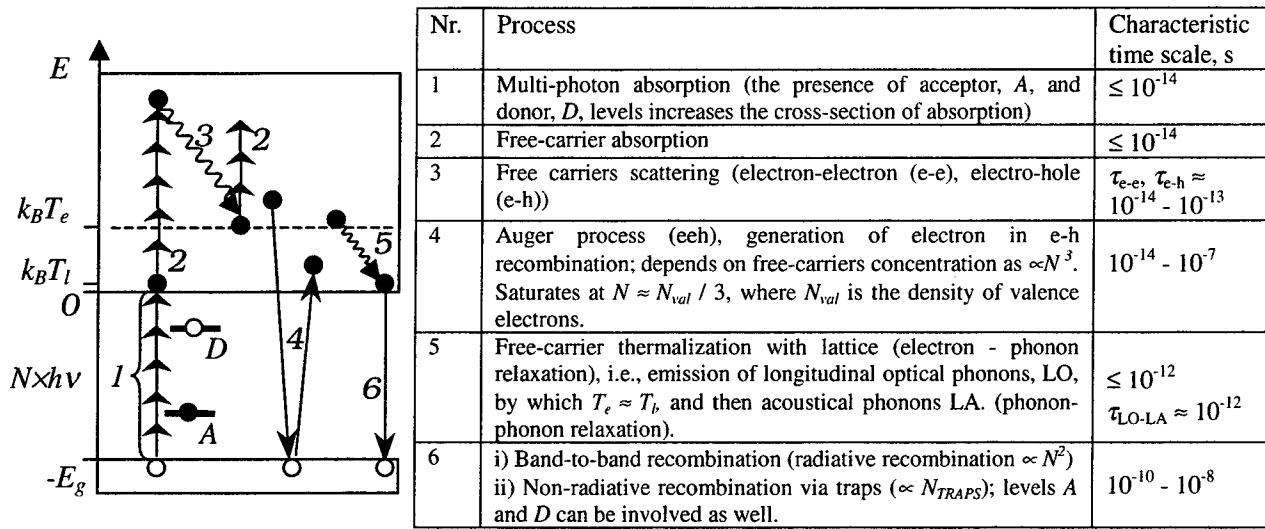 E
k_BT_e
k_BT_l
0
N×hν
-E_g
1
2
3
2
4
5
6
D
A
Nr.
Process
Characteristic
time scale, s
1
Multi-photon absorption (the presence of acceptor, A, and
donor, D, levels increases the cross-section of absorption)
≤ 10^-14
2
Free-carrier absorption
≤ 10^-14
3
Free carriers scattering (electron-electron (e-e), electro-hole
(e-h))
τ_e-e, τ_e-h ≈
10^-14 - 10^-13
4
Auger process (eeh), generation of electron in e-h
recombination; depends on free-carriers concentration as ∝N^3.
Saturates at N ≈ N_val / 3, where N_val is the density of valence
electrons.
10^-14 - 10^-7
5
Free-carrier thermalization with lattice (electron - phonon
relaxation), i.e., emission of longitudinal optical phonons, LO,
by which T_e ≈ T_l, and then acoustical phonons LA. (phonon-
phonon relaxation).
≤ 10^-12
τ_LO-LA ≈ 10^-12
6
i) Band-to-band recombination (radiative recombination ∝ N^2)
ii) Non-radiative recombination via traps (∝ N_TRAPS); levels A
and D can be involved as well.
10^-10 - 10^-8